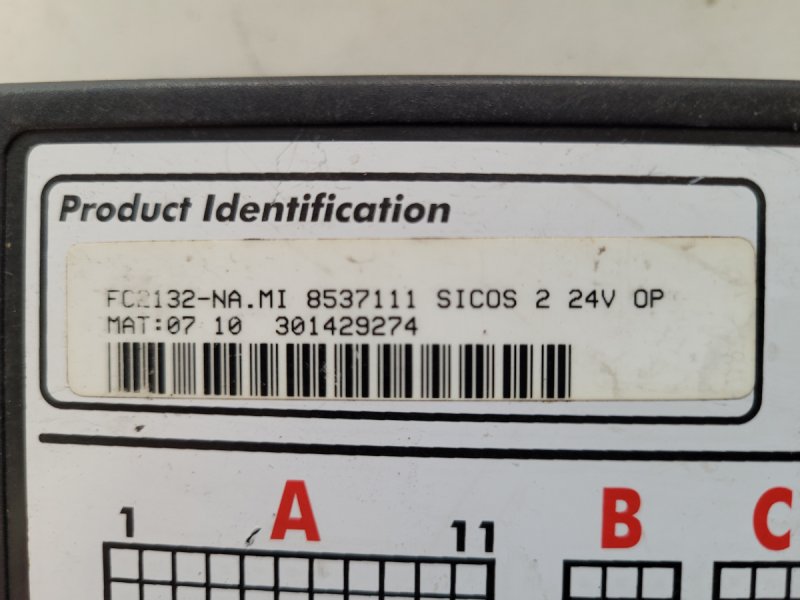 Product Identification
FC2132-NA.MI 8537111 SICOS 2 24V OP
MAT:07 10 301429274
A B C
1 11